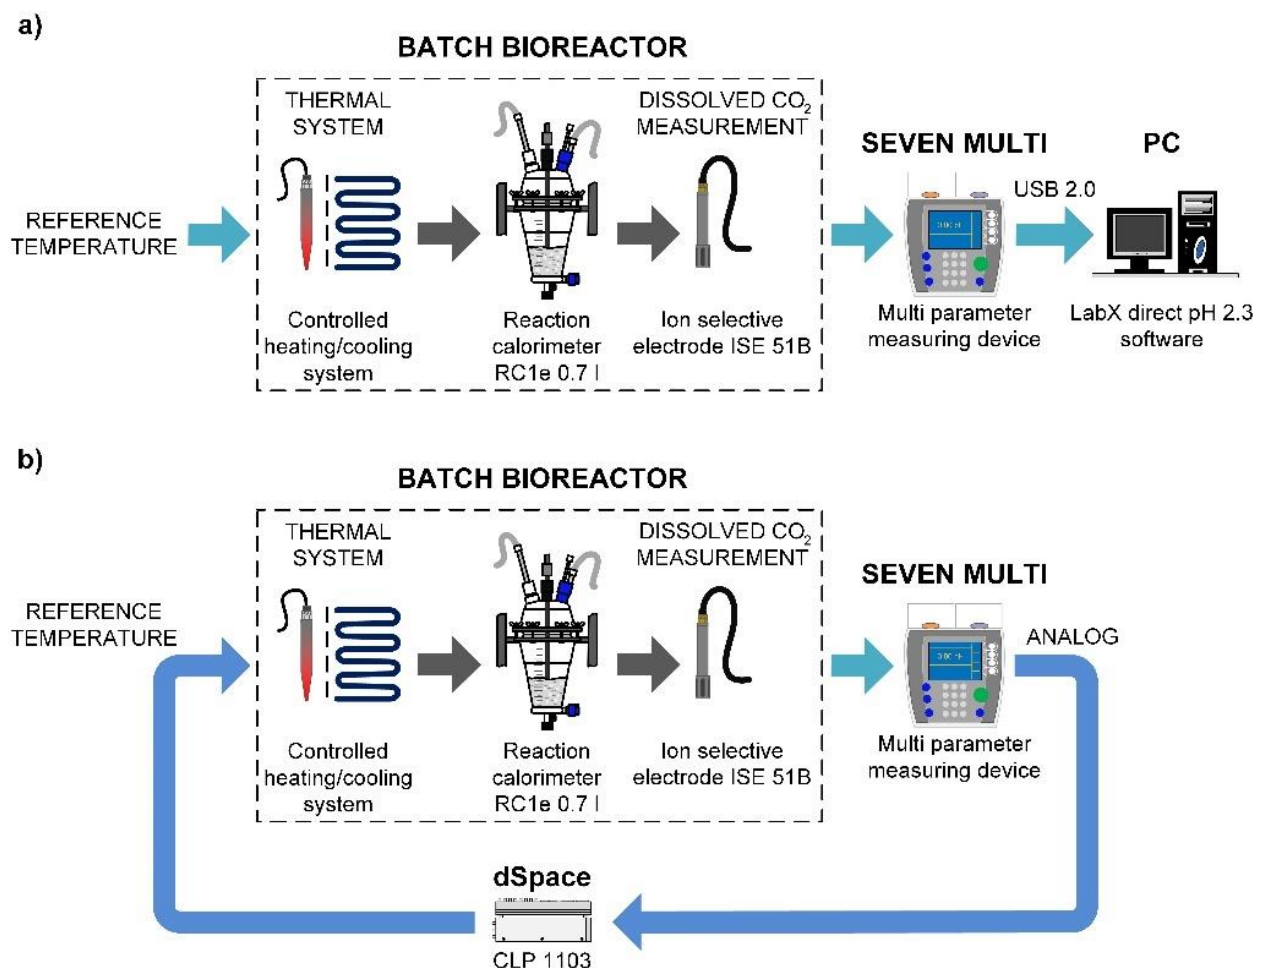 a)
BATCH BIOREACTOR
THERMAL
SYSTEM
DISSOLVED CO₂
MEASUREMENT
SEVEN MULTI
PC
USB 2.0
REFERENCE
TEMPERATURE
Controlled
heating/cooling
system
Reaction
calorimeter
RC1e 0.7 l
Ion selective
electrode ISE 51B
Multi parameter
measuring device
LabX direct pH 2.3
software
b)
BATCH BIOREACTOR
THERMAL
SYSTEM
DISSOLVED CO₂
MEASUREMENT
SEVEN MULTI
REFERENCE
TEMPERATURE
ANALOG
Controlled
heating/cooling
system
Reaction
calorimeter
RC1e 0.7 l
Ion selective
electrode ISE 51B
Multi parameter
measuring device
dSpace
CLP 1103